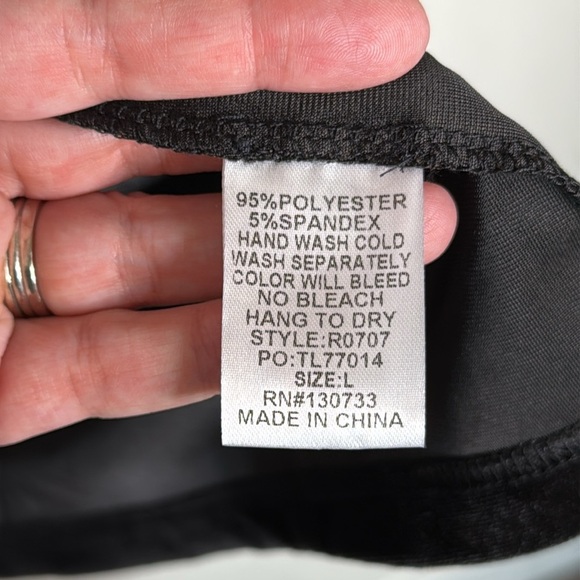 95%POLYESTER
5%SPANDEX
HAND WASH COLD
WASH SEPARATELY
COLOR WILL BLEED
NO BLEACH
HANG TO DRY
STYLE:R0707
PO:TL77014
SIZE:L
RN#130733
MADE IN CHINA